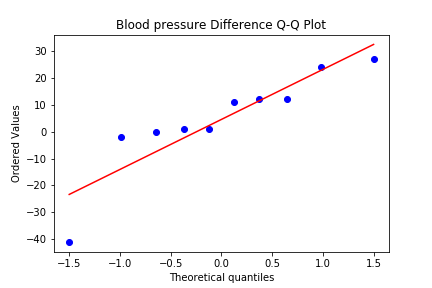 Blood pressure Difference Q-Q Plot
30
20
10
0
−10
−20
−30
−40
Ordered Values
−1.5 −1.0 −0.5 0.0 0.5 1.0 1.5
Theoretical quantiles